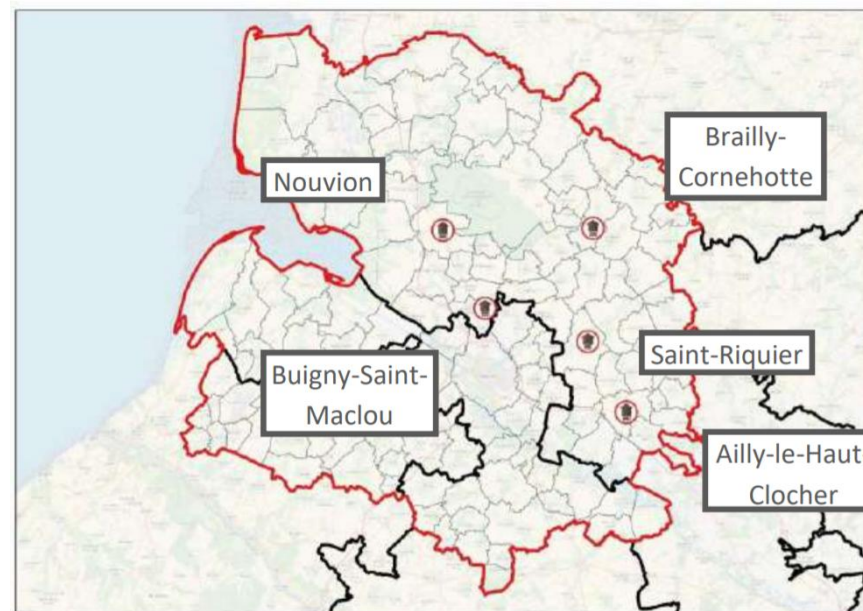 Brailly-
Cornehotte
Nouvion
Saint-Riquier
Buigny-Saint-
Maclou
Ailly-le-Haut
Clocher